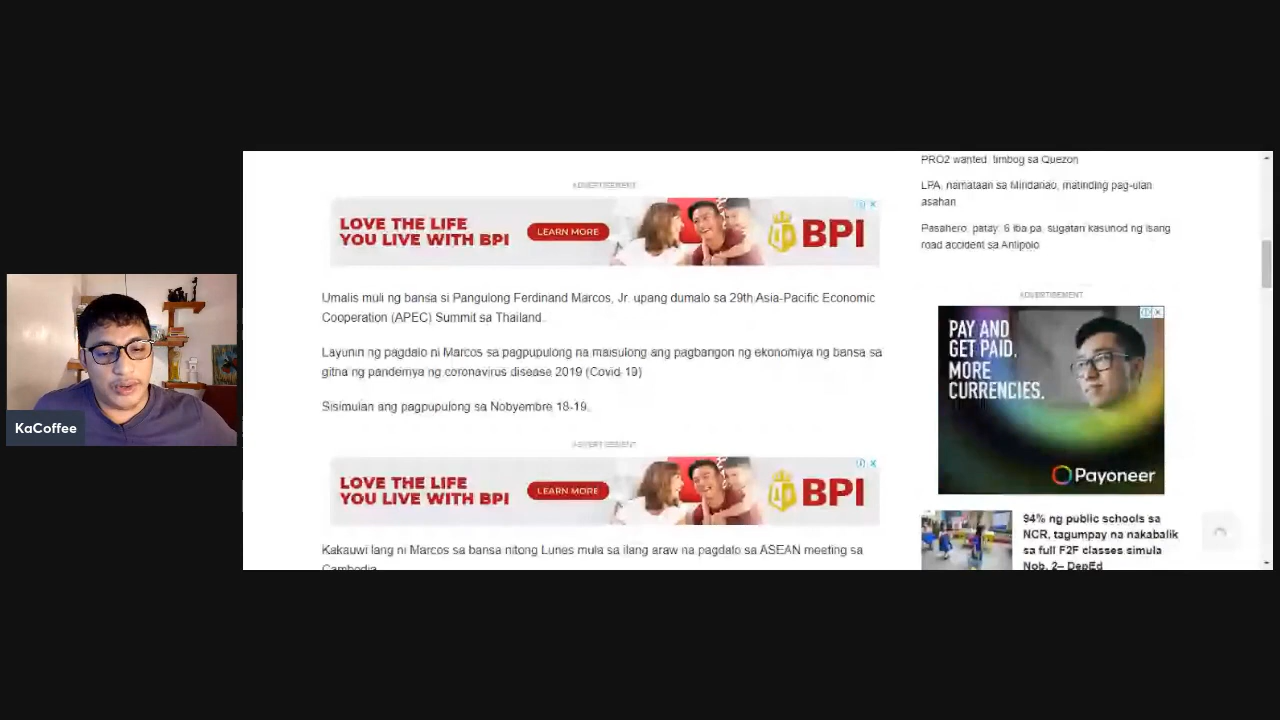 KaCoffee
ADVERTISEMENT
LOVE THE LIFE
YOU LIVE WITH BPI
LEARN MORE
BPI
Umalis muli ng bansa si Pangulong Ferdinand Marcos, Jr. upang dumalo sa 29th Asia-Pacific Economic
Cooperation (APEC) Summit sa Thailand.
Layunin ng pagdalo ni Marcos sa pagpupulong na maisulong ang pagbangon ng ekonomiya ng bansa sa
gitna ng pandemya ng coronavirus disease 2019 (Covid-19)
Sisimulan ang pagpupulong sa Nobyembre 18-19.
ADVERTISEMENT
LOVE THE LIFE
YOU LIVE WITH BPI
LEARN MORE
BPI
Kakauwi lang ni Marcos sa bansa nitong Lunes mula sa ilang araw na pagdalo sa ASEAN meeting sa
Cambodia
PRO2 wanted, timbog sa Quezon
LPA, namataan sa Mindanao, matinding pag-ulan
asahan
Pasahero, patay, 6 iba pa, sugatan kasunod ng isang
road accident sa Antipolo
ADVERTISEMENT
PAY AND
GET PAID.
MORE
CURRENCIES.
Payoneer
94% ng public schools sa
NCR, tagumpay na nakabalik
sa full F2F classes simula
Nob. 2– DepEd